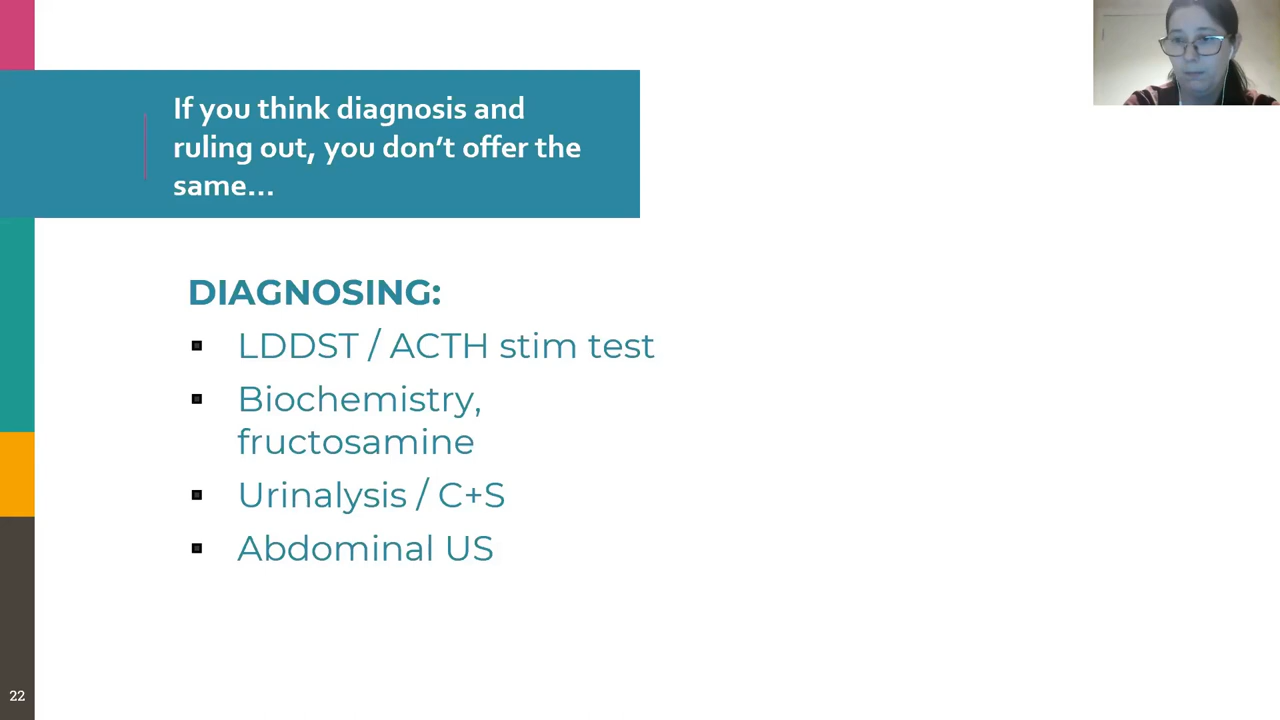 If you think diagnosis and
ruling out, you don’t offer the
same...
DIAGNOSING:
LDDST / ACTH stim test
Biochemistry,
fructosamine
Urinalysis / C+S
Abdominal US
22